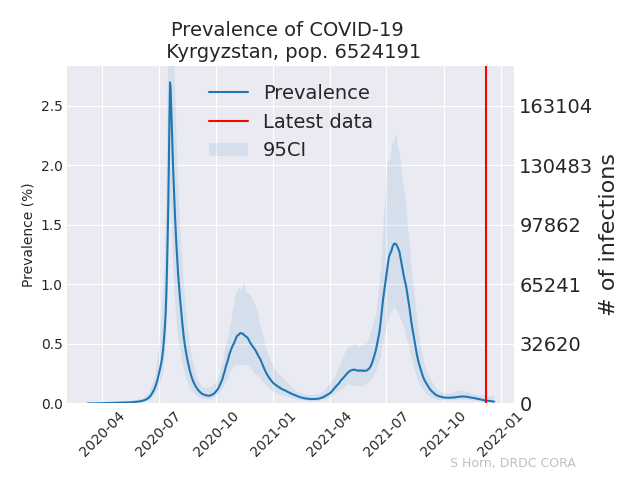 Prevalence of COVID-19
Kyrgyzstan, pop. 6524191
Prevalence
Latest data
95CI
Prevalence (%)
2.5
2.0
1.5
1.0
0.5
0.0
163104
130483
97862
65241
32620
0
# of infections
2020-04
2020-07
2020-10
2021-01
2021-04
2021-07
2021-10
2022-01
S Horn, DRDC CORA